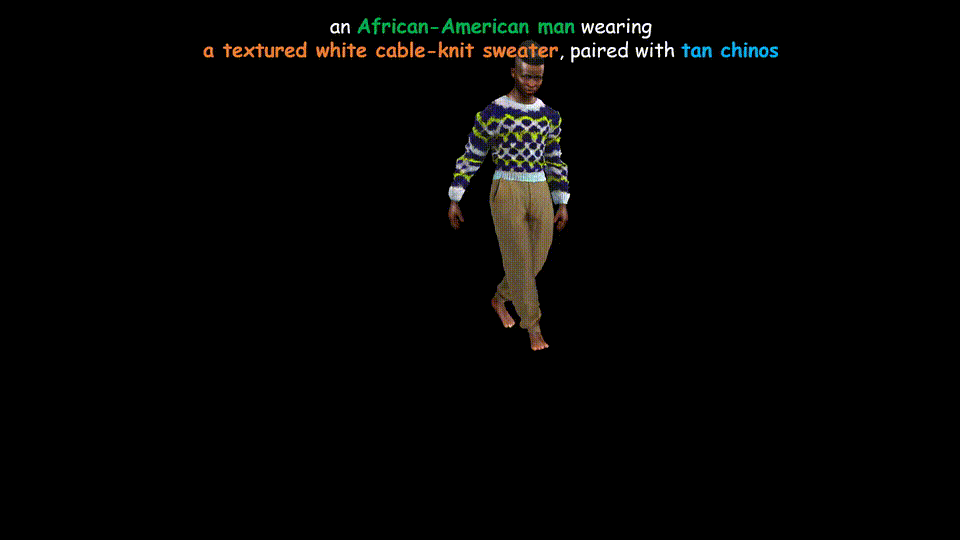 an African-American man wearing
a textured white cable-knit sweater, paired with tan chinos